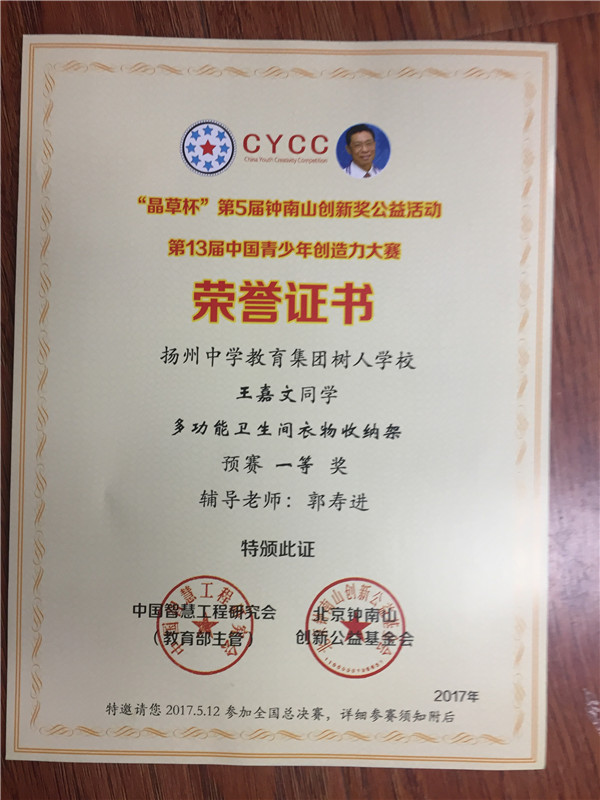 CYCC
China Youth Creativity Competition
“晶草杯”第5届钟南山创新奖公益活动
第13届中国青少年创造力大赛
荣誉证书
扬州中学教育集团树人学校
王嘉文同学
多功能卫生间衣物收纳架
预赛 一等 奖
辅导老师：郭寿进
特颁此证
中国智慧工程研究会
（教育部主管）
北京钟南山
创新公益基金会
2017年
特邀请您 2017.5.12 参加全国总决赛，详细参赛须知附后